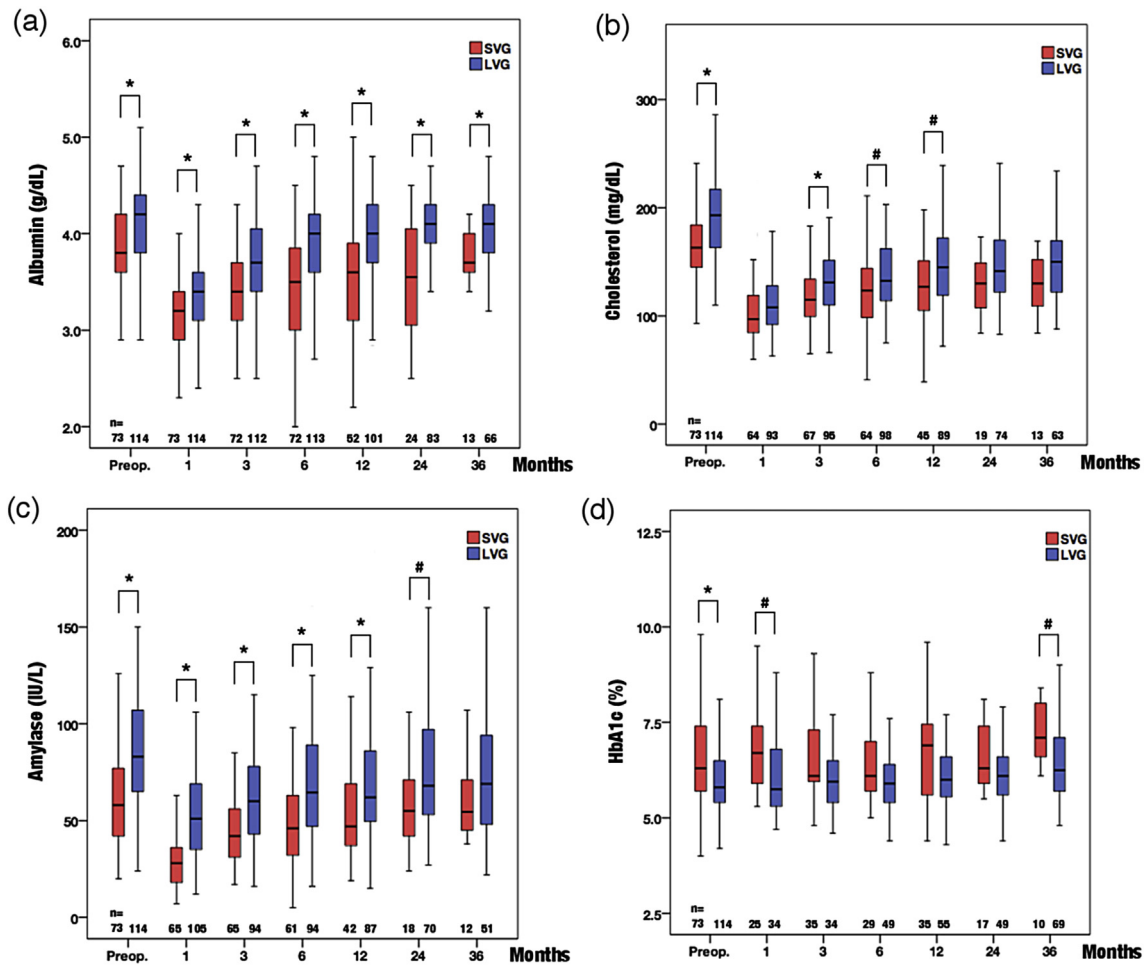 (a)
6.0
5.0
4.0
3.0
2.0
Albumin (g/dL)
SVG
LVG
* * * * * * *
n=
73 114 73 114 72 112 72 113 52 101 24 83 13 66
Preop. 1 3 6 12 24 36 Months
(b)
300
200
100
0
Cholesterol (mg/dL)
SVG
LVG
* * # #
n=
73 114 64 93 67 95 64 98 45 89 19 74 13 63
Preop. 1 3 6 12 24 36 Months
(c)
200
150
100
50
0
Amylase (IU/L)
SVG
LVG
* * * * * #
n=
73 114 65 105 65 94 61 94 42 87 18 70 12 51
Preop. 1 3 6 12 24 36 Months
(d)
12.5
10.0
7.5
5.0
2.5
HbA1c (%)
SVG
LVG
* # #
n=
73 114 25 34 35 34 29 49 35 55 17 49 10 69
Preop. 1 3 6 12 24 36 Months